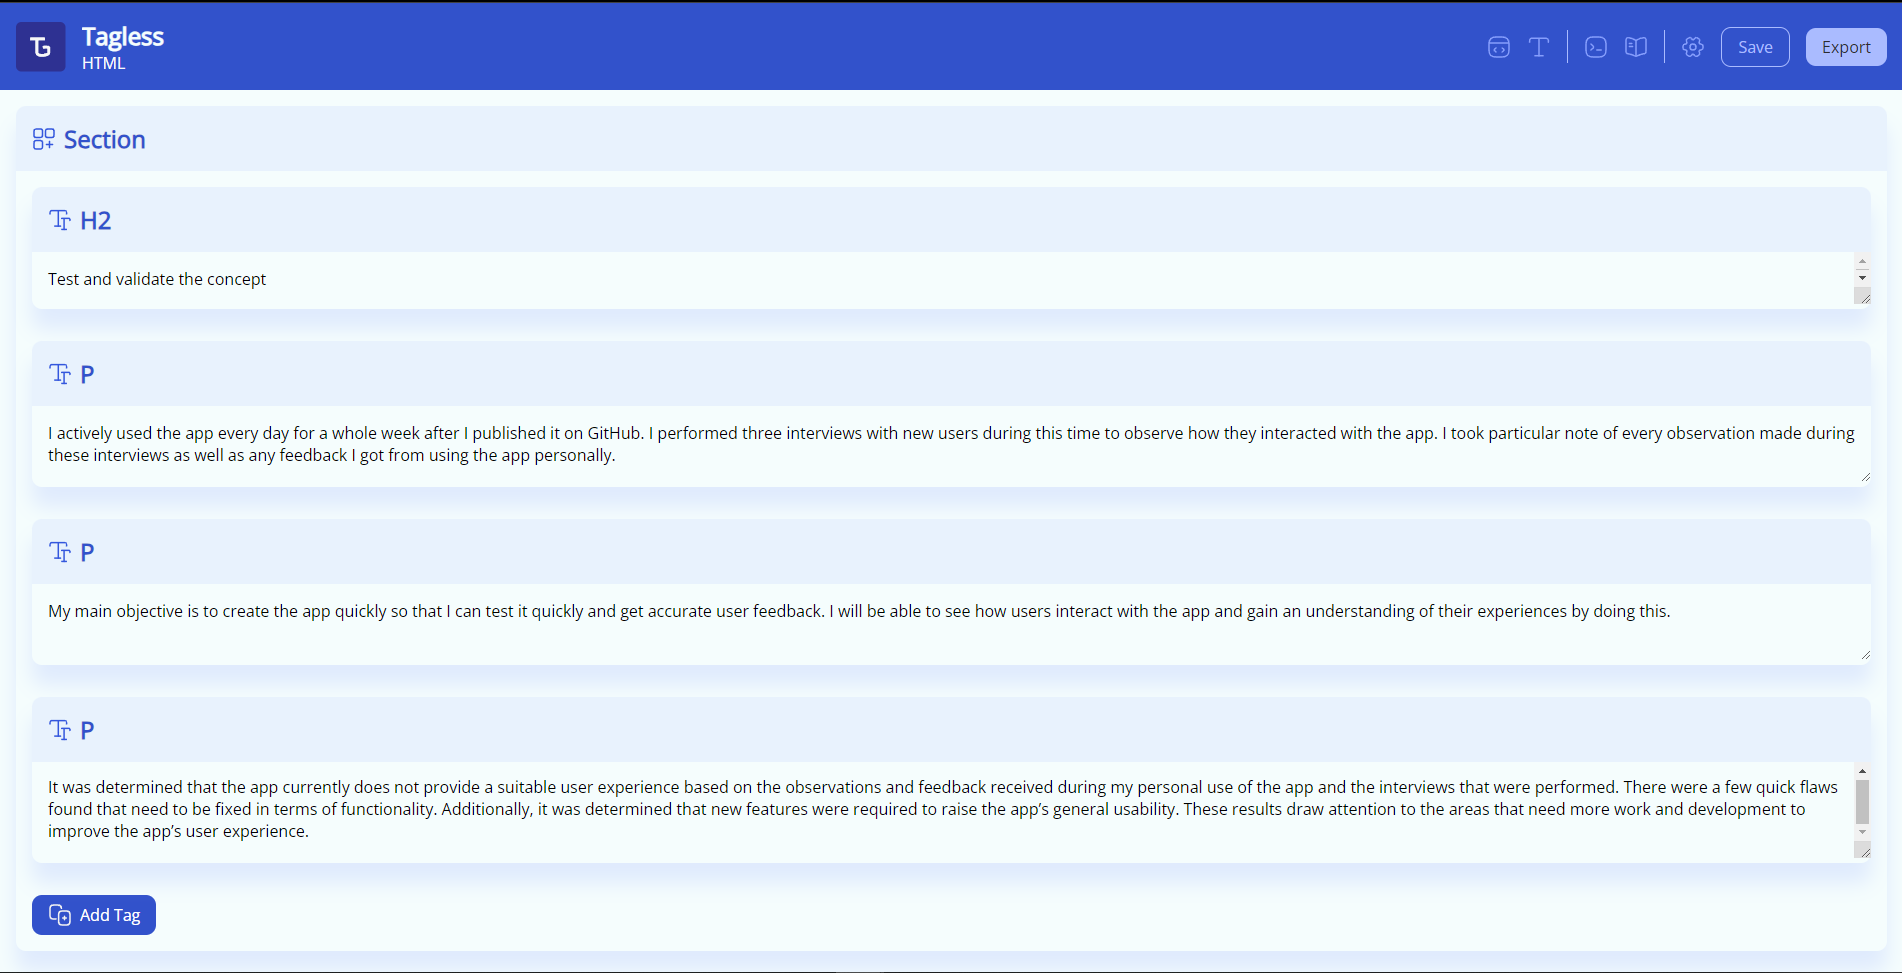 Tagless
HTML
Save
Export
Section
H2
Test and validate the concept
P
I actively used the app every day for a whole week after I published it on GitHub. I performed three interviews with new users during this time to observe how they interacted with the app. I took particular note of every observation made during
these interviews as well as any feedback I got from using the app personally.
P
My main objective is to create the app quickly so that I can test it quickly and get accurate user feedback. I will be able to see how users interact with the app and gain an understanding of their experiences by doing this.
P
It was determined that the app currently does not provide a suitable user experience based on the observations and feedback received during my personal use of the app and the interviews that were performed. There were a few quick flaws
found that need to be fixed in terms of functionality. Additionally, it was determined that new features were required to raise the app’s general usability. These results draw attention to the areas that need more work and development to
improve the app’s user experience.
Add Tag